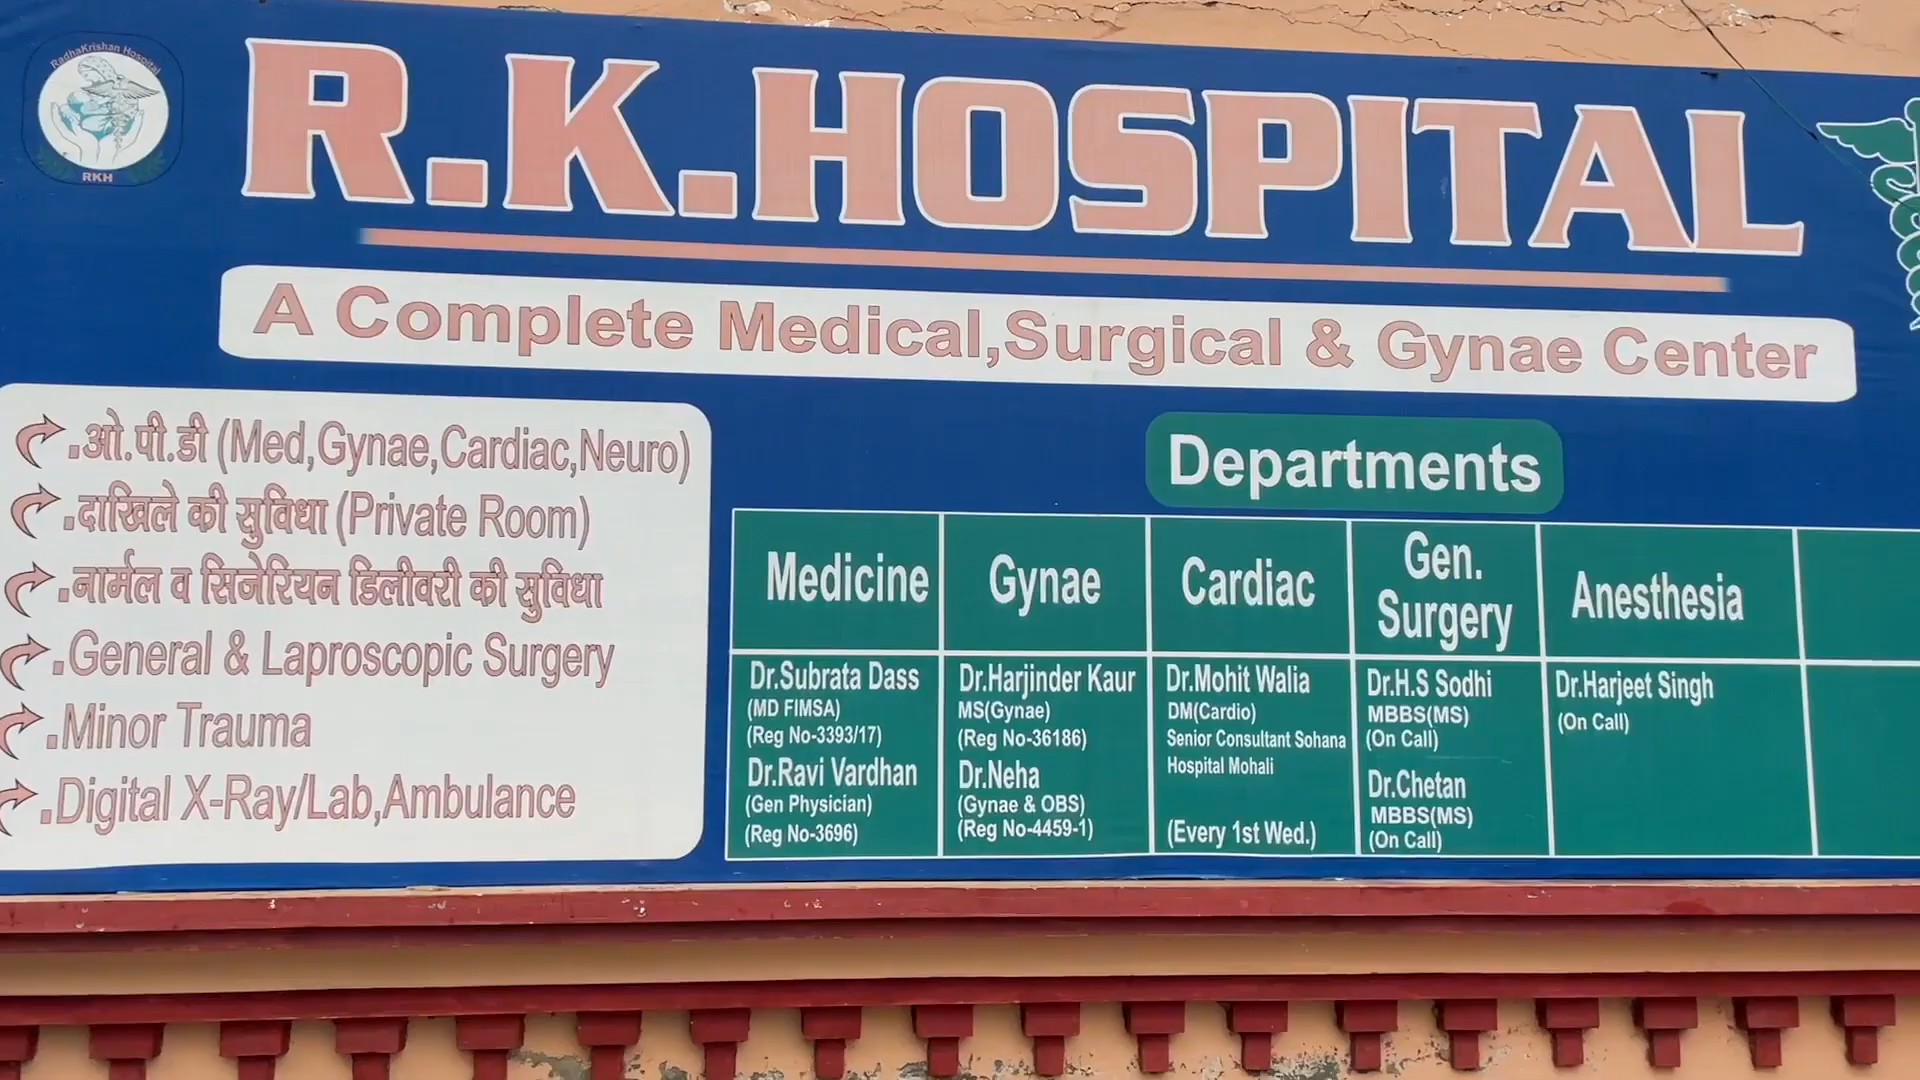 RadhaKrishan Hospital
RKH
R.K.HOSPITAL
A Complete Medical,Surgical & Gynae Center
.ओ.पी.डी (Med,Gynae,Cardiac,Neuro)
.दाखिले की सुविधा (Private Room)
.नार्मल व सिजेरियन डिलीवरी की सुविधा
.General & Laproscopic Surgery
.Minor Trauma
.Digital X-Ray/Lab,Ambulance
Departments
Medicine
Dr.Subrata Dass
(MD FIMSA)
(Reg No-3393/17)
Dr.Ravi Vardhan
(Gen Physician)
(Reg No-3696)
Gynae
Dr.Harjinder Kaur
MS(Gynae)
(Reg No-36186)
Dr.Neha
(Gynae & OBS)
(Reg No-4459-1)
Cardiac
Dr.Mohit Walia
DM(Cardio)
Senior Consultant Sohana
Hospital Mohali
(Every 1st Wed.)
Gen.
Surgery
Dr.H.S Sodhi
MBBS(MS)
(On Call)
Dr.Chetan
MBBS(MS)
(On Call)
Anesthesia
Dr.Harjeet Singh
(On Call)